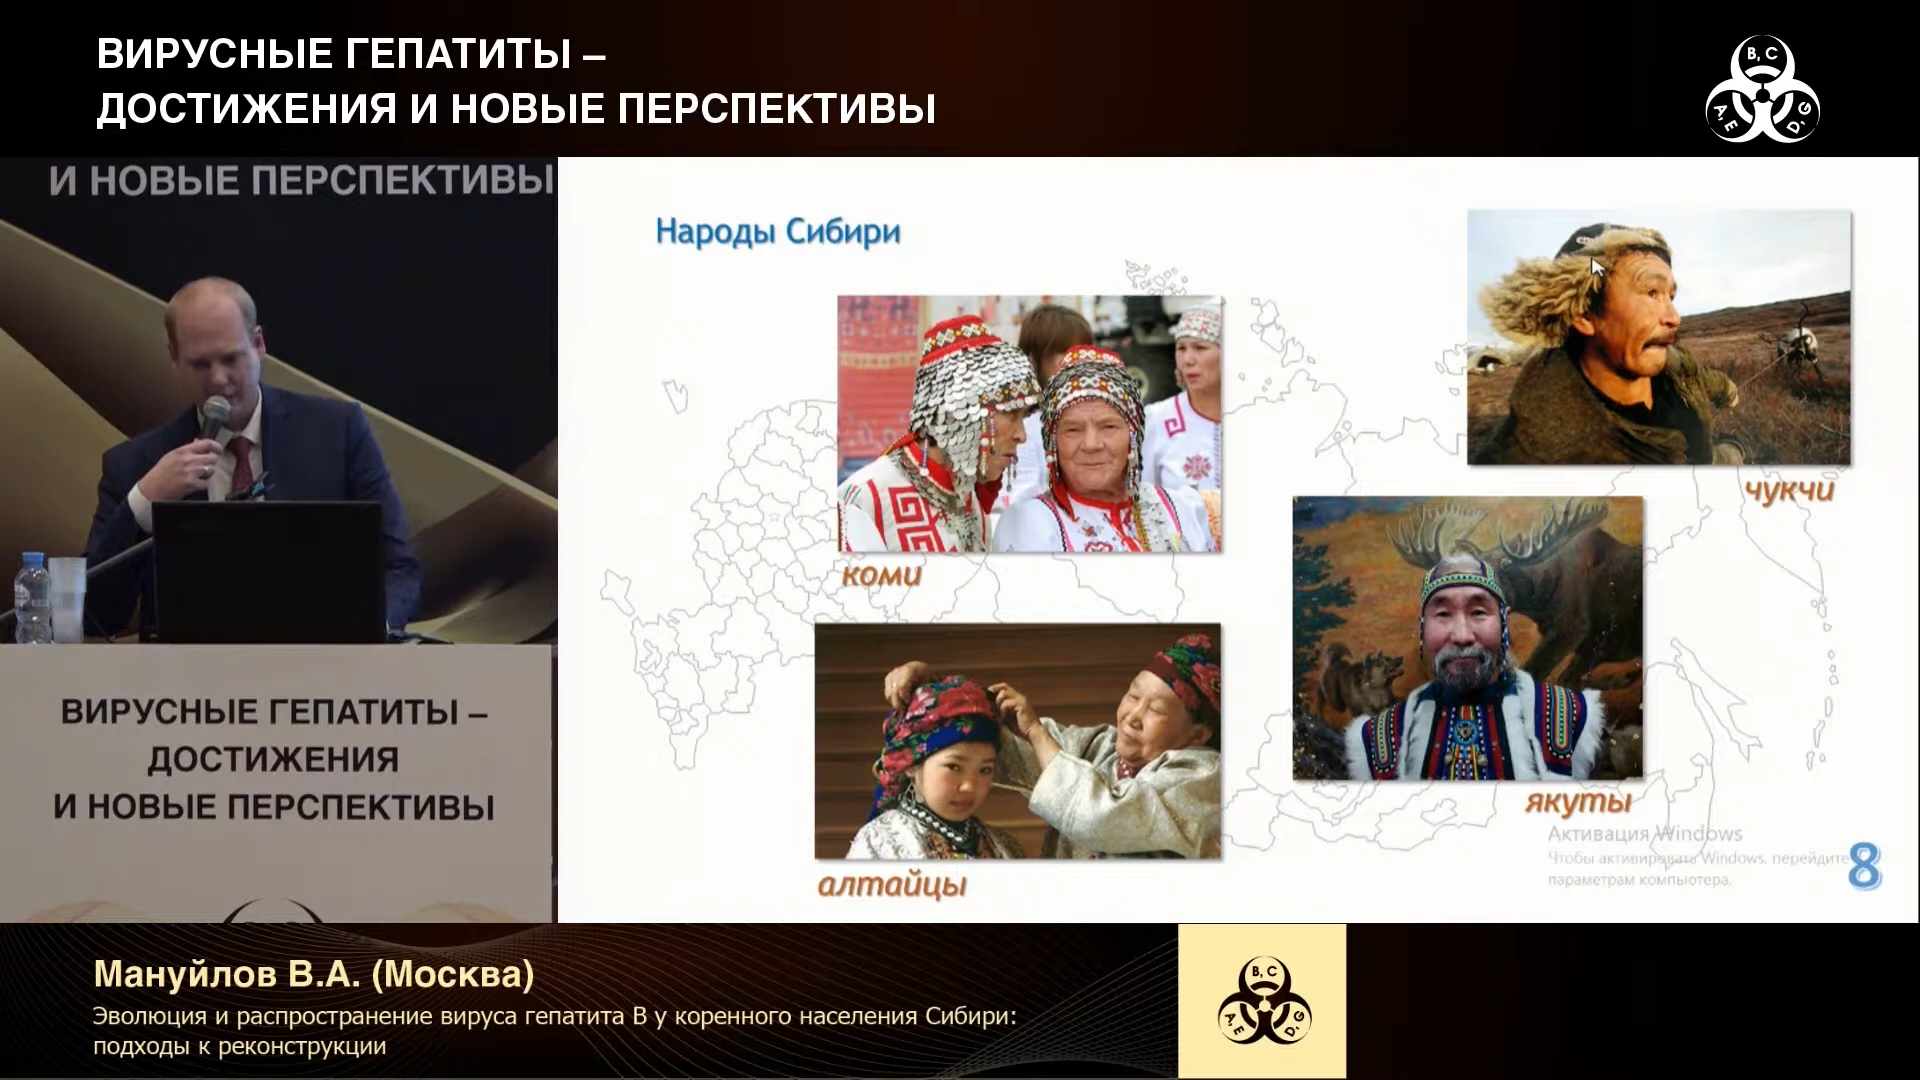 ВИРУСНЫЕ ГЕПАТИТЫ –
ДОСТИЖЕНИЯ И НОВЫЕ ПЕРСПЕКТИВЫ
B, C
A, E
D, G
И НОВЫЕ ПЕРСПЕКТИВЫ
ВИРУСНЫЕ ГЕПАТИТЫ –
ДОСТИЖЕНИЯ
И НОВЫЕ ПЕРСПЕКТИВЫ
Народы Сибири
коми
чукчи
алтайцы
якуты
Активация Windows
Чтобы активировать Windows, перейдите
параметрам компьютера.
8
Мануйлов В.А. (Москва)
Эволюция и распространение вируса гепатита В у коренного населения Сибири:
подходы к реконструкции
B, C
A, E
D, G